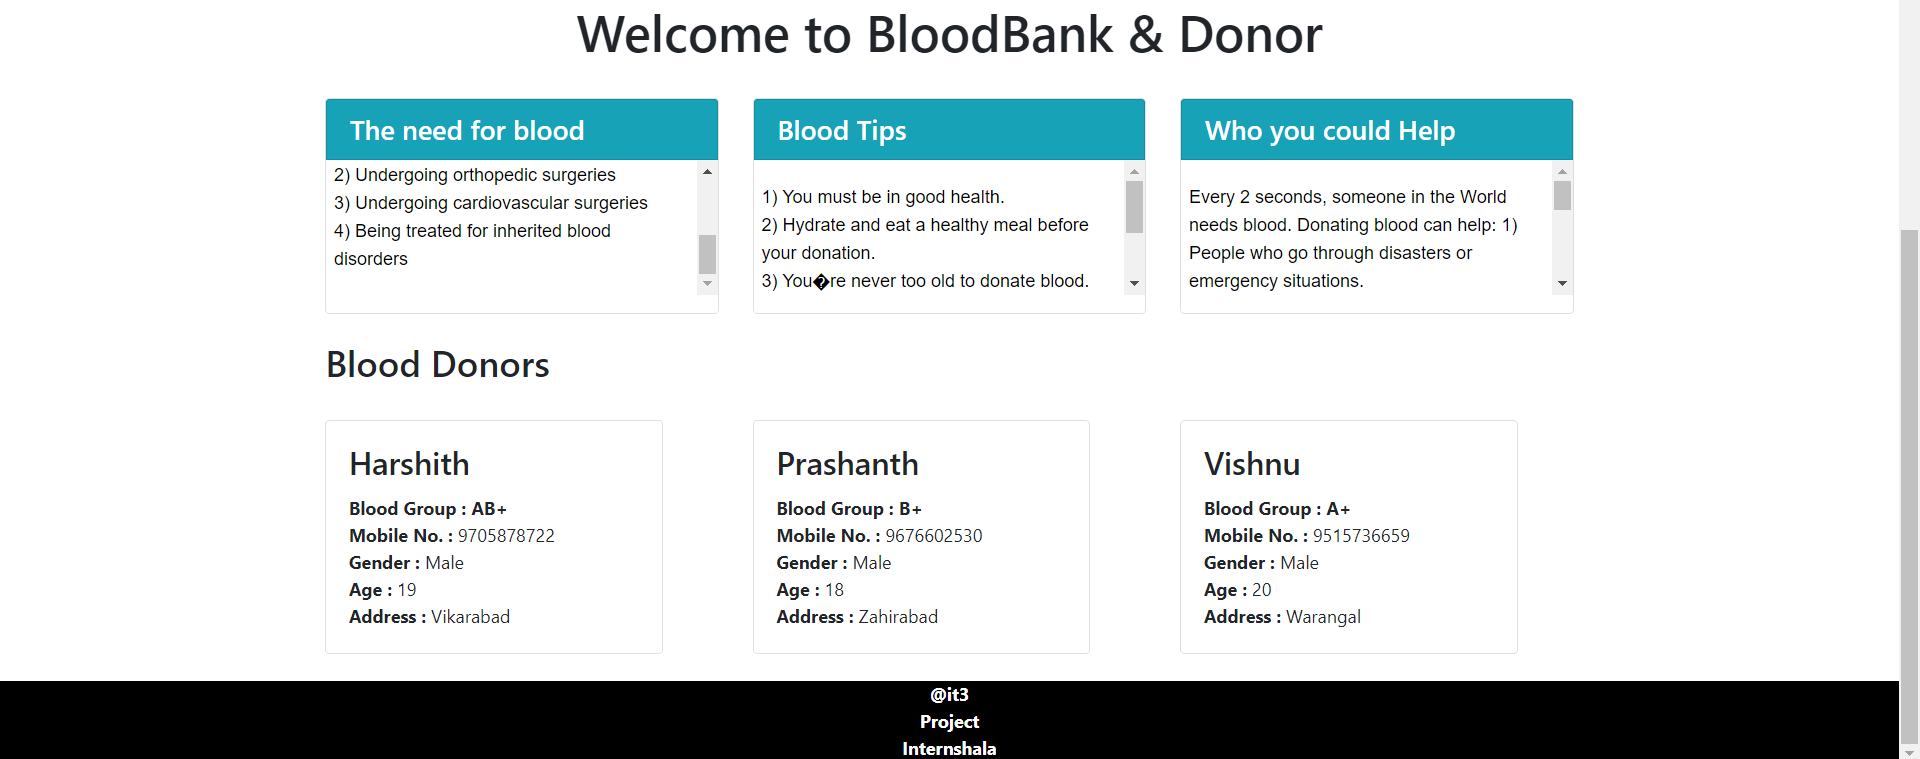 Welcome to BloodBank & Donor
The need for blood
2) Undergoing orthopedic surgeries
3) Undergoing cardiovascular surgeries
4) Being treated for inherited blood
disorders
Blood Tips
1) You must be in good health.
2) Hydrate and eat a healthy meal before
your donation.
3) You�re never too old to donate blood.
Who you could Help
Every 2 seconds, someone in the World
needs blood. Donating blood can help: 1)
People who go through disasters or
emergency situations.
Blood Donors
Harshith
Blood Group : AB+
Mobile No. : 9705878722
Gender : Male
Age : 19
Address : Vikarabad
Prashanth
Blood Group : B+
Mobile No. : 9676602530
Gender : Male
Age : 18
Address : Zahirabad
Vishnu
Blood Group : A+
Mobile No. : 9515736659
Gender : Male
Age : 20
Address : Warangal
@it3
Project
Internshala